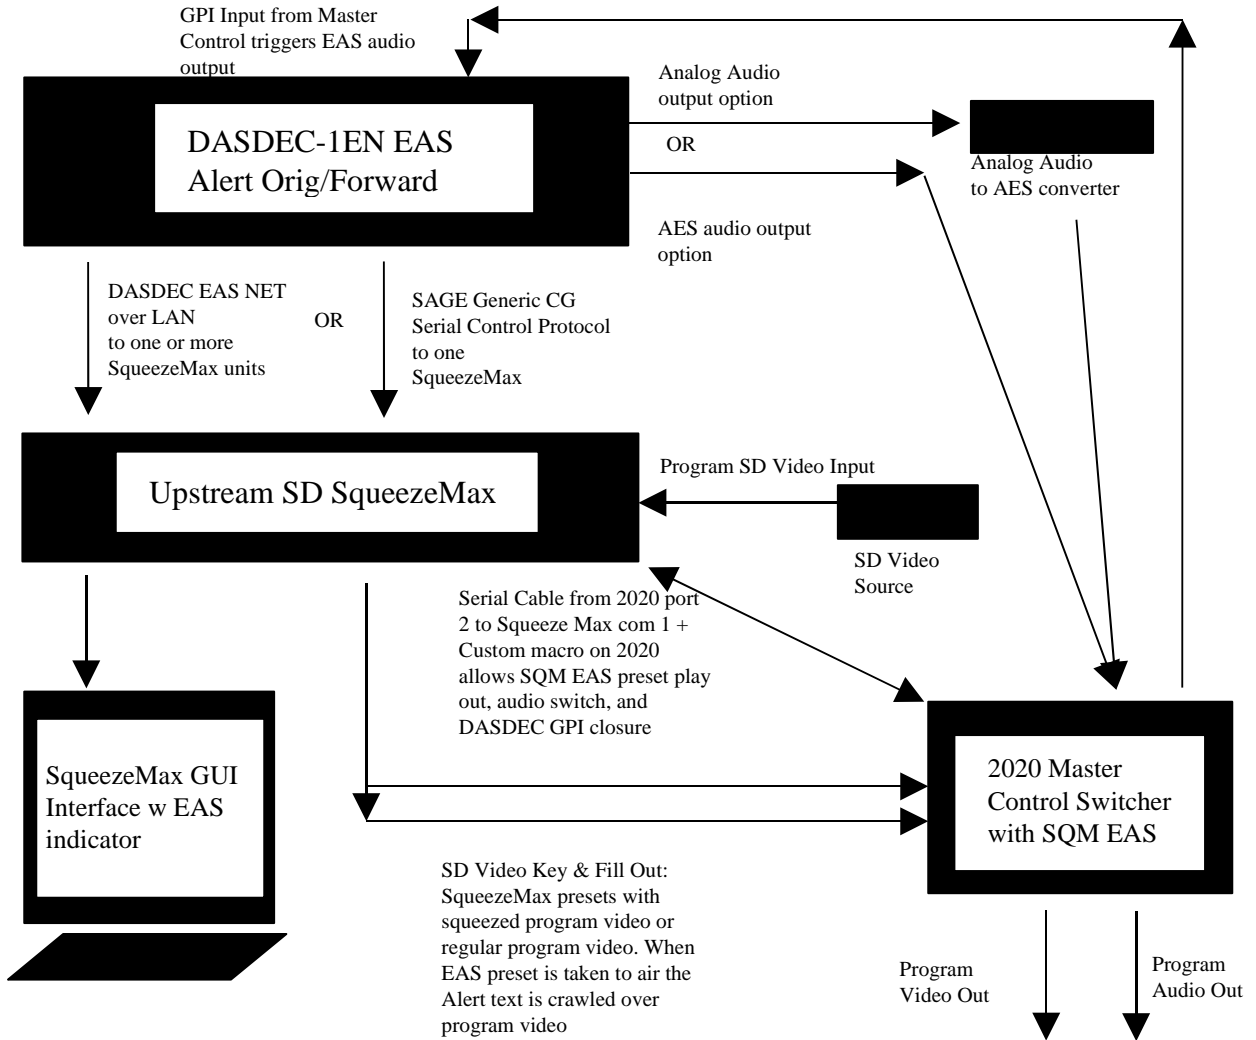 GPI Input from Master
Control triggers EAS audio
output
Analog Audio
output option
DASDEC-1EN EAS
Alert Orig/Forward
OR
Analog Audio
to AES converter
AES audio output
option
DASDEC EAS NET
over LAN
to one or more
SqueezeMax units
OR
SAGE Generic CG
Serial Control Protocol
to one
SqueezeMax
Upstream SD SqueezeMax
Program SD Video Input
SD Video
Source
Serial Cable from 2020 port
2 to Squeeze Max com 1 +
Custom macro on 2020
allows SQM EAS preset play
out, audio switch, and
DASDEC GPI closure
SqueezeMax GUI
Interface w EAS
indicator
2020 Master
Control Switcher
with SQM EAS
SD Video Key & Fill Out:
SqueezeMax presets with
squeezed program video or
regular program video. When
EAS preset is taken to air the
Alert text is crawled over
program video
Program
Video Out
Program
Audio Out